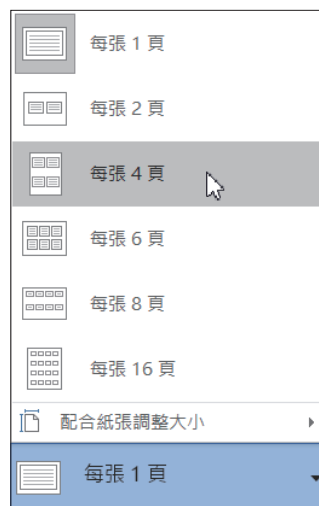 每張 1 頁
每張 2 頁
每張 4 頁
每張 6 頁
每張 8 頁
每張 16 頁
配合紙張調整大小
每張 1 頁